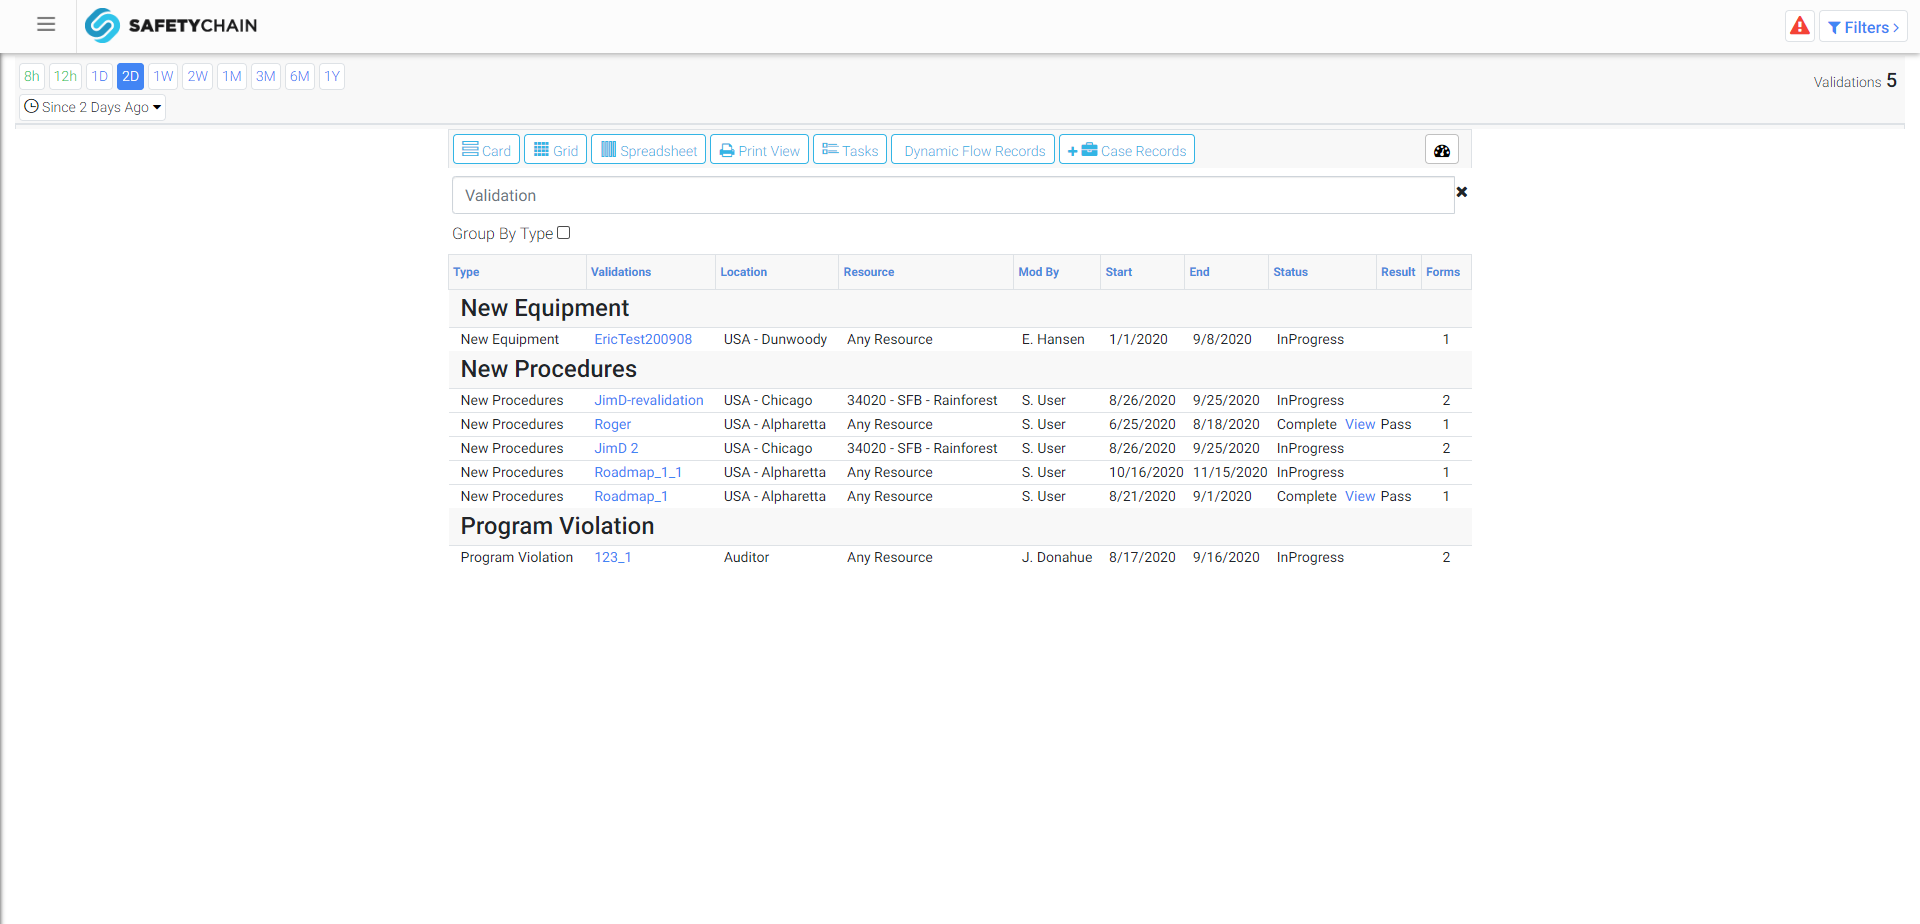 SAFETYCHAIN
Filters
8h 12h 1D 2D 1W 2W 1M 3M 6M 1Y
Validations 5
Since 2 Days Ago
Card Grid Spreadsheet Print View Tasks Dynamic Flow Records Case Records
Validation
Group By Type
Type Validations Location Resource Mod By Start End Status Result Forms
New Equipment
New Equipment EricTest200908 USA - Dunwoody Any Resource E. Hansen 1/1/2020 9/8/2020 InProgress 1
New Procedures
New Procedures JimD-revalidation USA - Chicago 34020 - SFB - Rainforest S. User 8/26/2020 9/25/2020 InProgress 2
New Procedures Roger USA - Alpharetta Any Resource S. User 6/25/2020 8/18/2020 Complete View Pass 1
New Procedures JimD 2 USA - Chicago 34020 - SFB - Rainforest S. User 8/26/2020 9/25/2020 InProgress 2
New Procedures Roadmap_1_1 USA - Alpharetta Any Resource S. User 10/16/2020 11/15/2020 InProgress 1
New Procedures Roadmap_1 USA - Alpharetta Any Resource S. User 8/21/2020 9/1/2020 Complete View Pass 1
Program Violation
Program Violation 123_1 Auditor Any Resource J. Donahue 8/17/2020 9/16/2020 InProgress 2